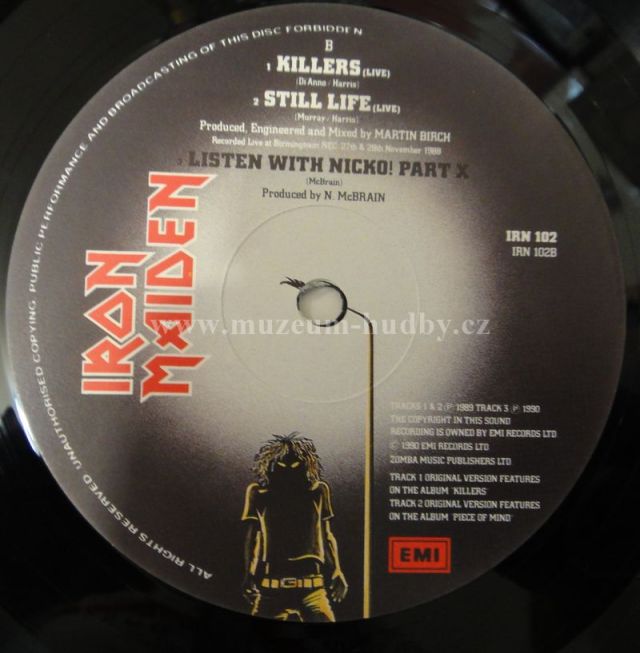 ALL RIGHTS RESERVED UNAUTHORISED COPYING PUBLIC PERFORMANCE AND BROADCASTING OF THIS DISC FORBIDDEN
B
1 KILLERS (LIVE)
(Di Anno - Harris)
2 STILL LIFE (LIVE)
(Murray - Harris)
Produced, Engineered and Mixed by MARTIN BIRCH
Recorded Live at Birmingham NEC 27th & 28th November 1988
3 LISTEN WITH NICKO! PART X
(McBrain)
Produced by N. McBRAIN
IRON
MAIDEN
IRN 102
IRN 102B
www.muzeum-hudby.cz
TRACKS 1 & 2 Ⓟ 1989 TRACK 3 Ⓟ 1990
THE COPYRIGHT IN THIS SOUND
RECORDING IS OWNED BY EMI RECORDS LTD
© 1990 EMI RECORDS LTD
ZOMBA MUSIC PUBLISHERS LTD
TRACK 1 ORIGINAL VERSION FEATURES
ON THE ALBUM 'KILLERS'
TRACK 2 ORIGINAL VERSION FEATURES
ON THE ALBUM 'PIECE OF MIND'
EMI